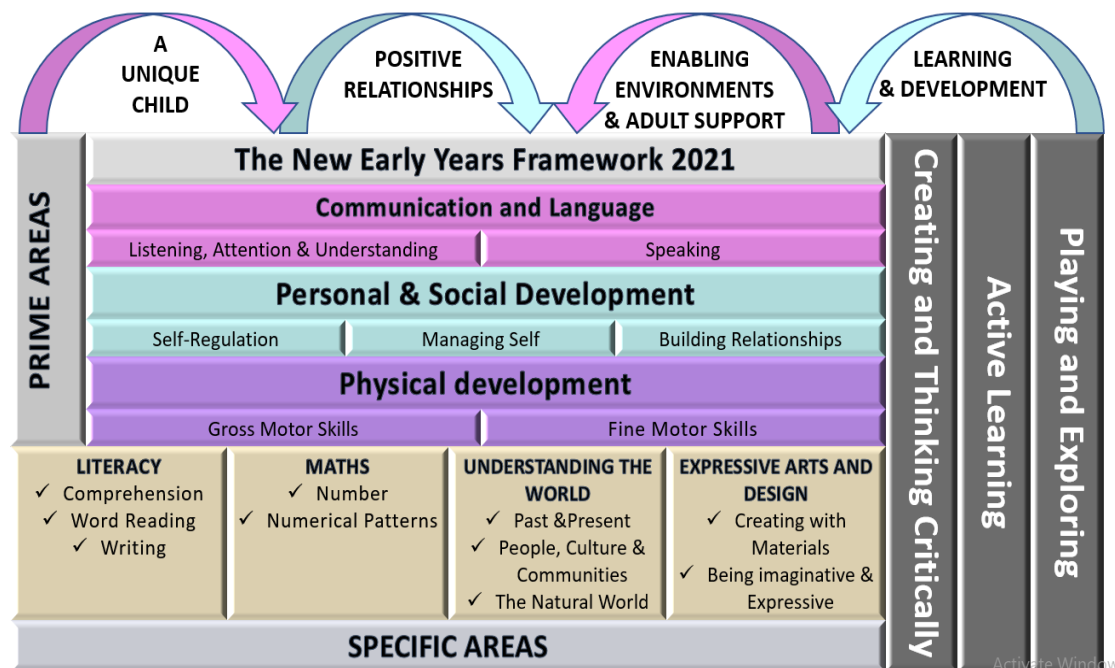 A
UNIQUE
CHILD
POSITIVE
RELATIONSHIPS
ENABLING
ENVIRONMENTS
& ADULT SUPPORT
LEARNING
& DEVELOPMENT
PRIME AREAS
The New Early Years Framework 2021
Communication and Language
Listening, Attention & Understanding
Speaking
Personal & Social Development
Self-Regulation
Managing Self
Building Relationships
Physical development
Gross Motor Skills
Fine Motor Skills
LITERACY
✓ Comprehension
✓ Word Reading
✓ Writing
MATHS
✓ Number
✓ Numerical Patterns
UNDERSTANDING THE
WORLD
✓ Past &Present
✓ People, Culture &
Communities
✓ The Natural World
EXPRESSIVE ARTS AND
DESIGN
✓ Creating with
Materials
✓ Being imaginative &
Expressive
SPECIFIC AREAS
Creating and Thinking Critically
Active Learning
Playing and Exploring
Activate Window